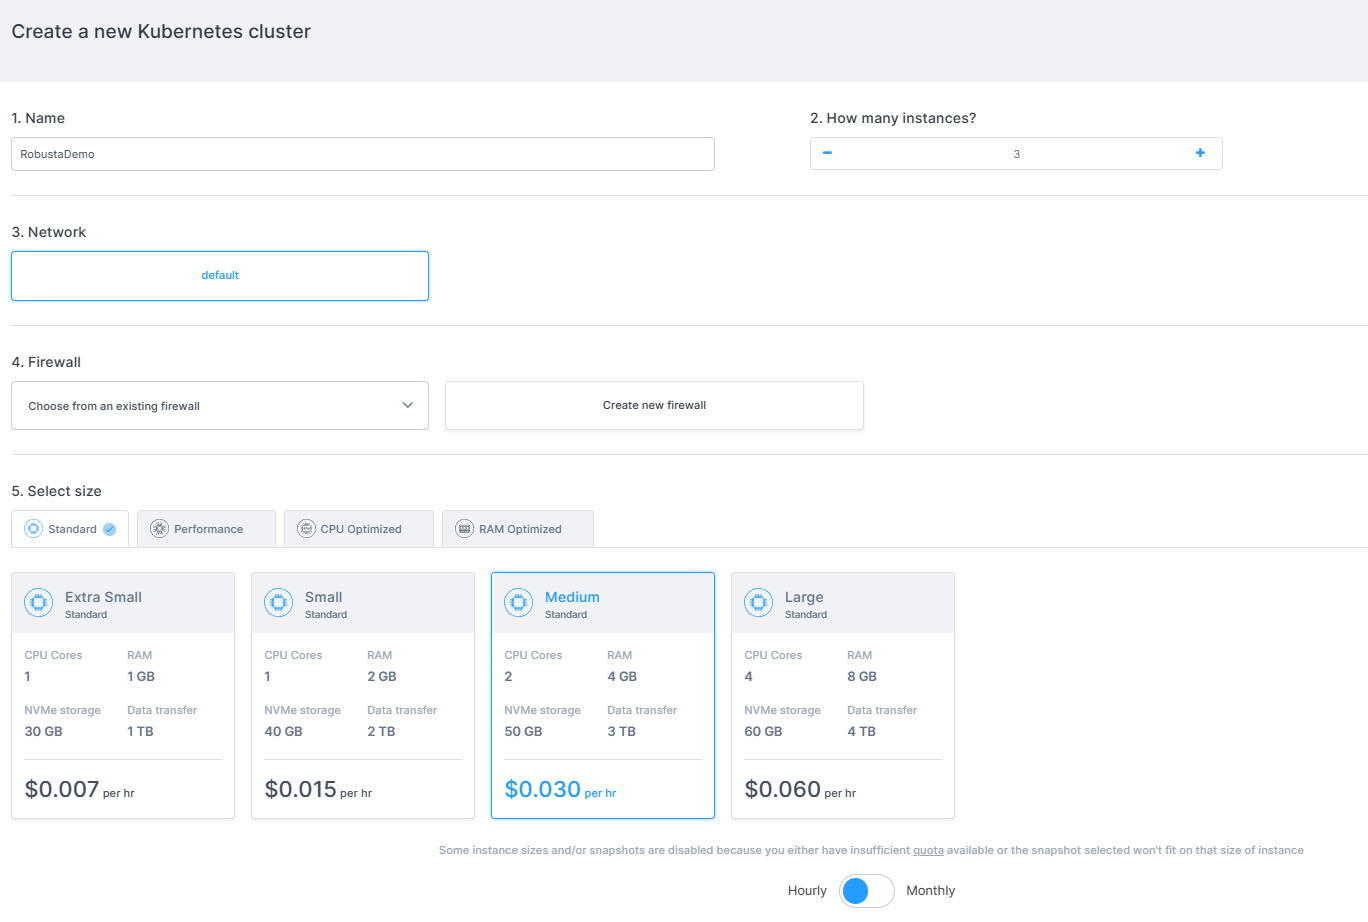 Create a new Kubernetes cluster
1. Name
2. How many instances?
RobustaDemo
3
3. Network
default
4. Firewall
Choose from an existing firewall
Create new firewall
5. Select size
Standard
Performance
CPU Optimized
RAM Optimized
Extra Small
Standard
CPU Cores
RAM
1
1 GB
NVMe storage
Data transfer
30 GB
1 TB
$0.007 per hr
Small
Standard
CPU Cores
RAM
1
2 GB
NVMe storage
Data transfer
40 GB
2 TB
$0.015 per hr
Medium
Standard
CPU Cores
RAM
2
4 GB
NVMe storage
Data transfer
50 GB
3 TB
$0.030 per hr
Large
Standard
CPU Cores
RAM
4
8 GB
NVMe storage
Data transfer
60 GB
4 TB
$0.060 per hr
Some instance sizes and/or snapshots are disabled because you either have insufficient quota available or the snapshot selected won't fit on that size of instance
Hourly
Monthly